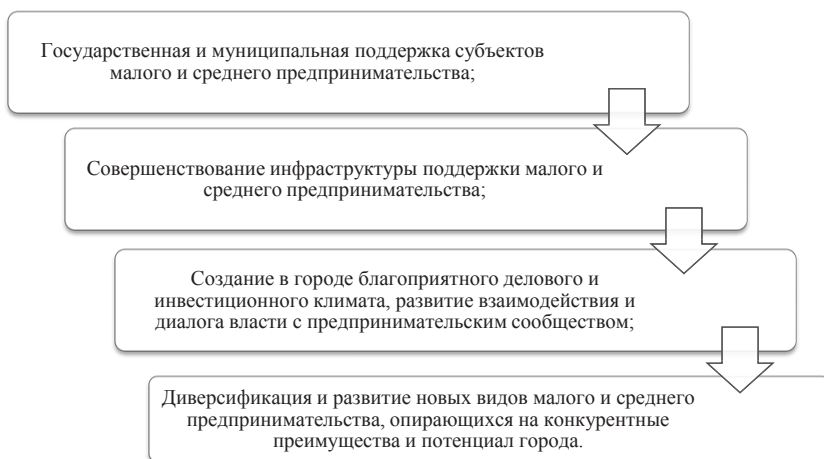 Государственная и муниципальная поддержка субъектов
малого и среднего предпринимательства;
Совершенствование инфраструктуры поддержки малого и
среднего предпринимательства;
Создание в городе благоприятного делового и
инвестиционного климата, развитие взаимодействия и
диалога власти с предпринимательским сообществом;
Диверсификация и развитие новых видов малого и среднего
предпринимательства, опирающихся на конкурентные
преимущества и потенциал города.